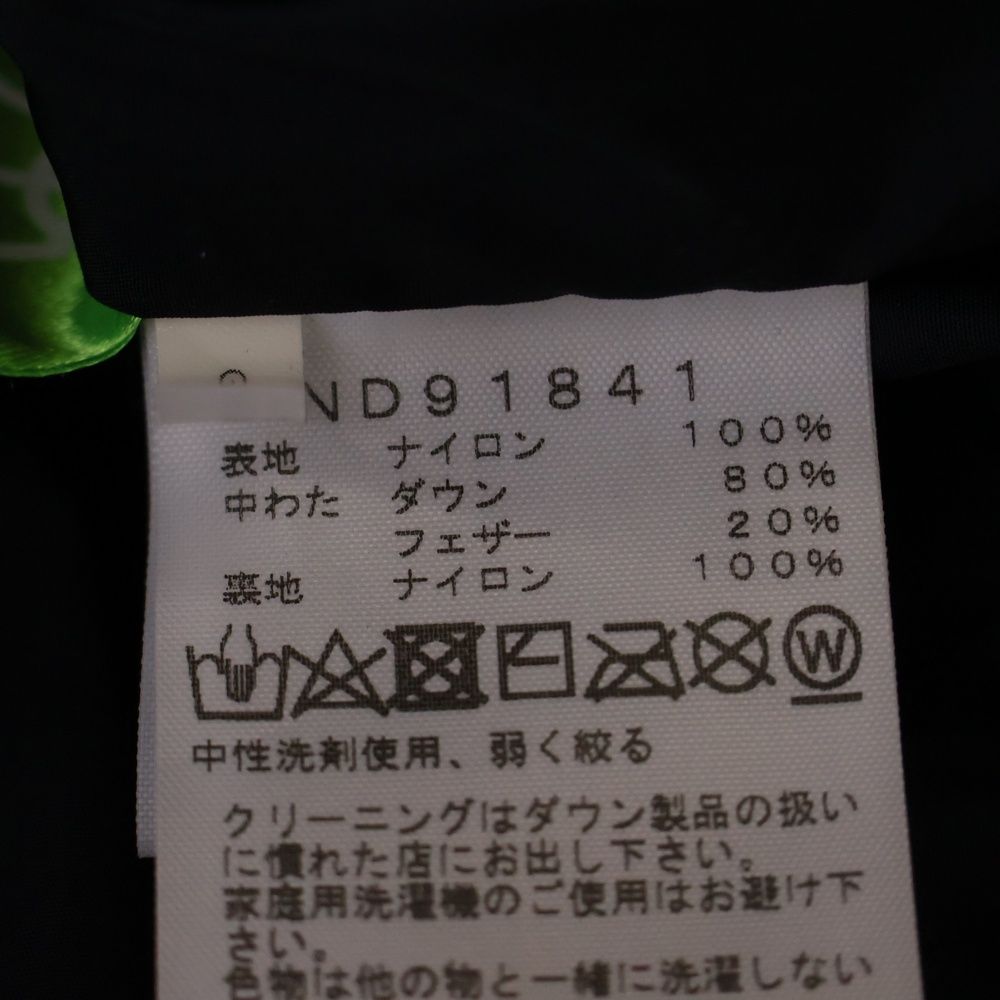 ND91841
表地 ナイロン 100%
中わた ダウン 80%
フェザー 20%
裏地 ナイロン 100%
W
中性洗剤使用、弱く絞る
クリーニングはダウン製品の扱い
に慣れた店にお出し下さい。
家庭用洗濯機のご使用はお避け下
さい。
色物は他の物と一緒に洗濯しない